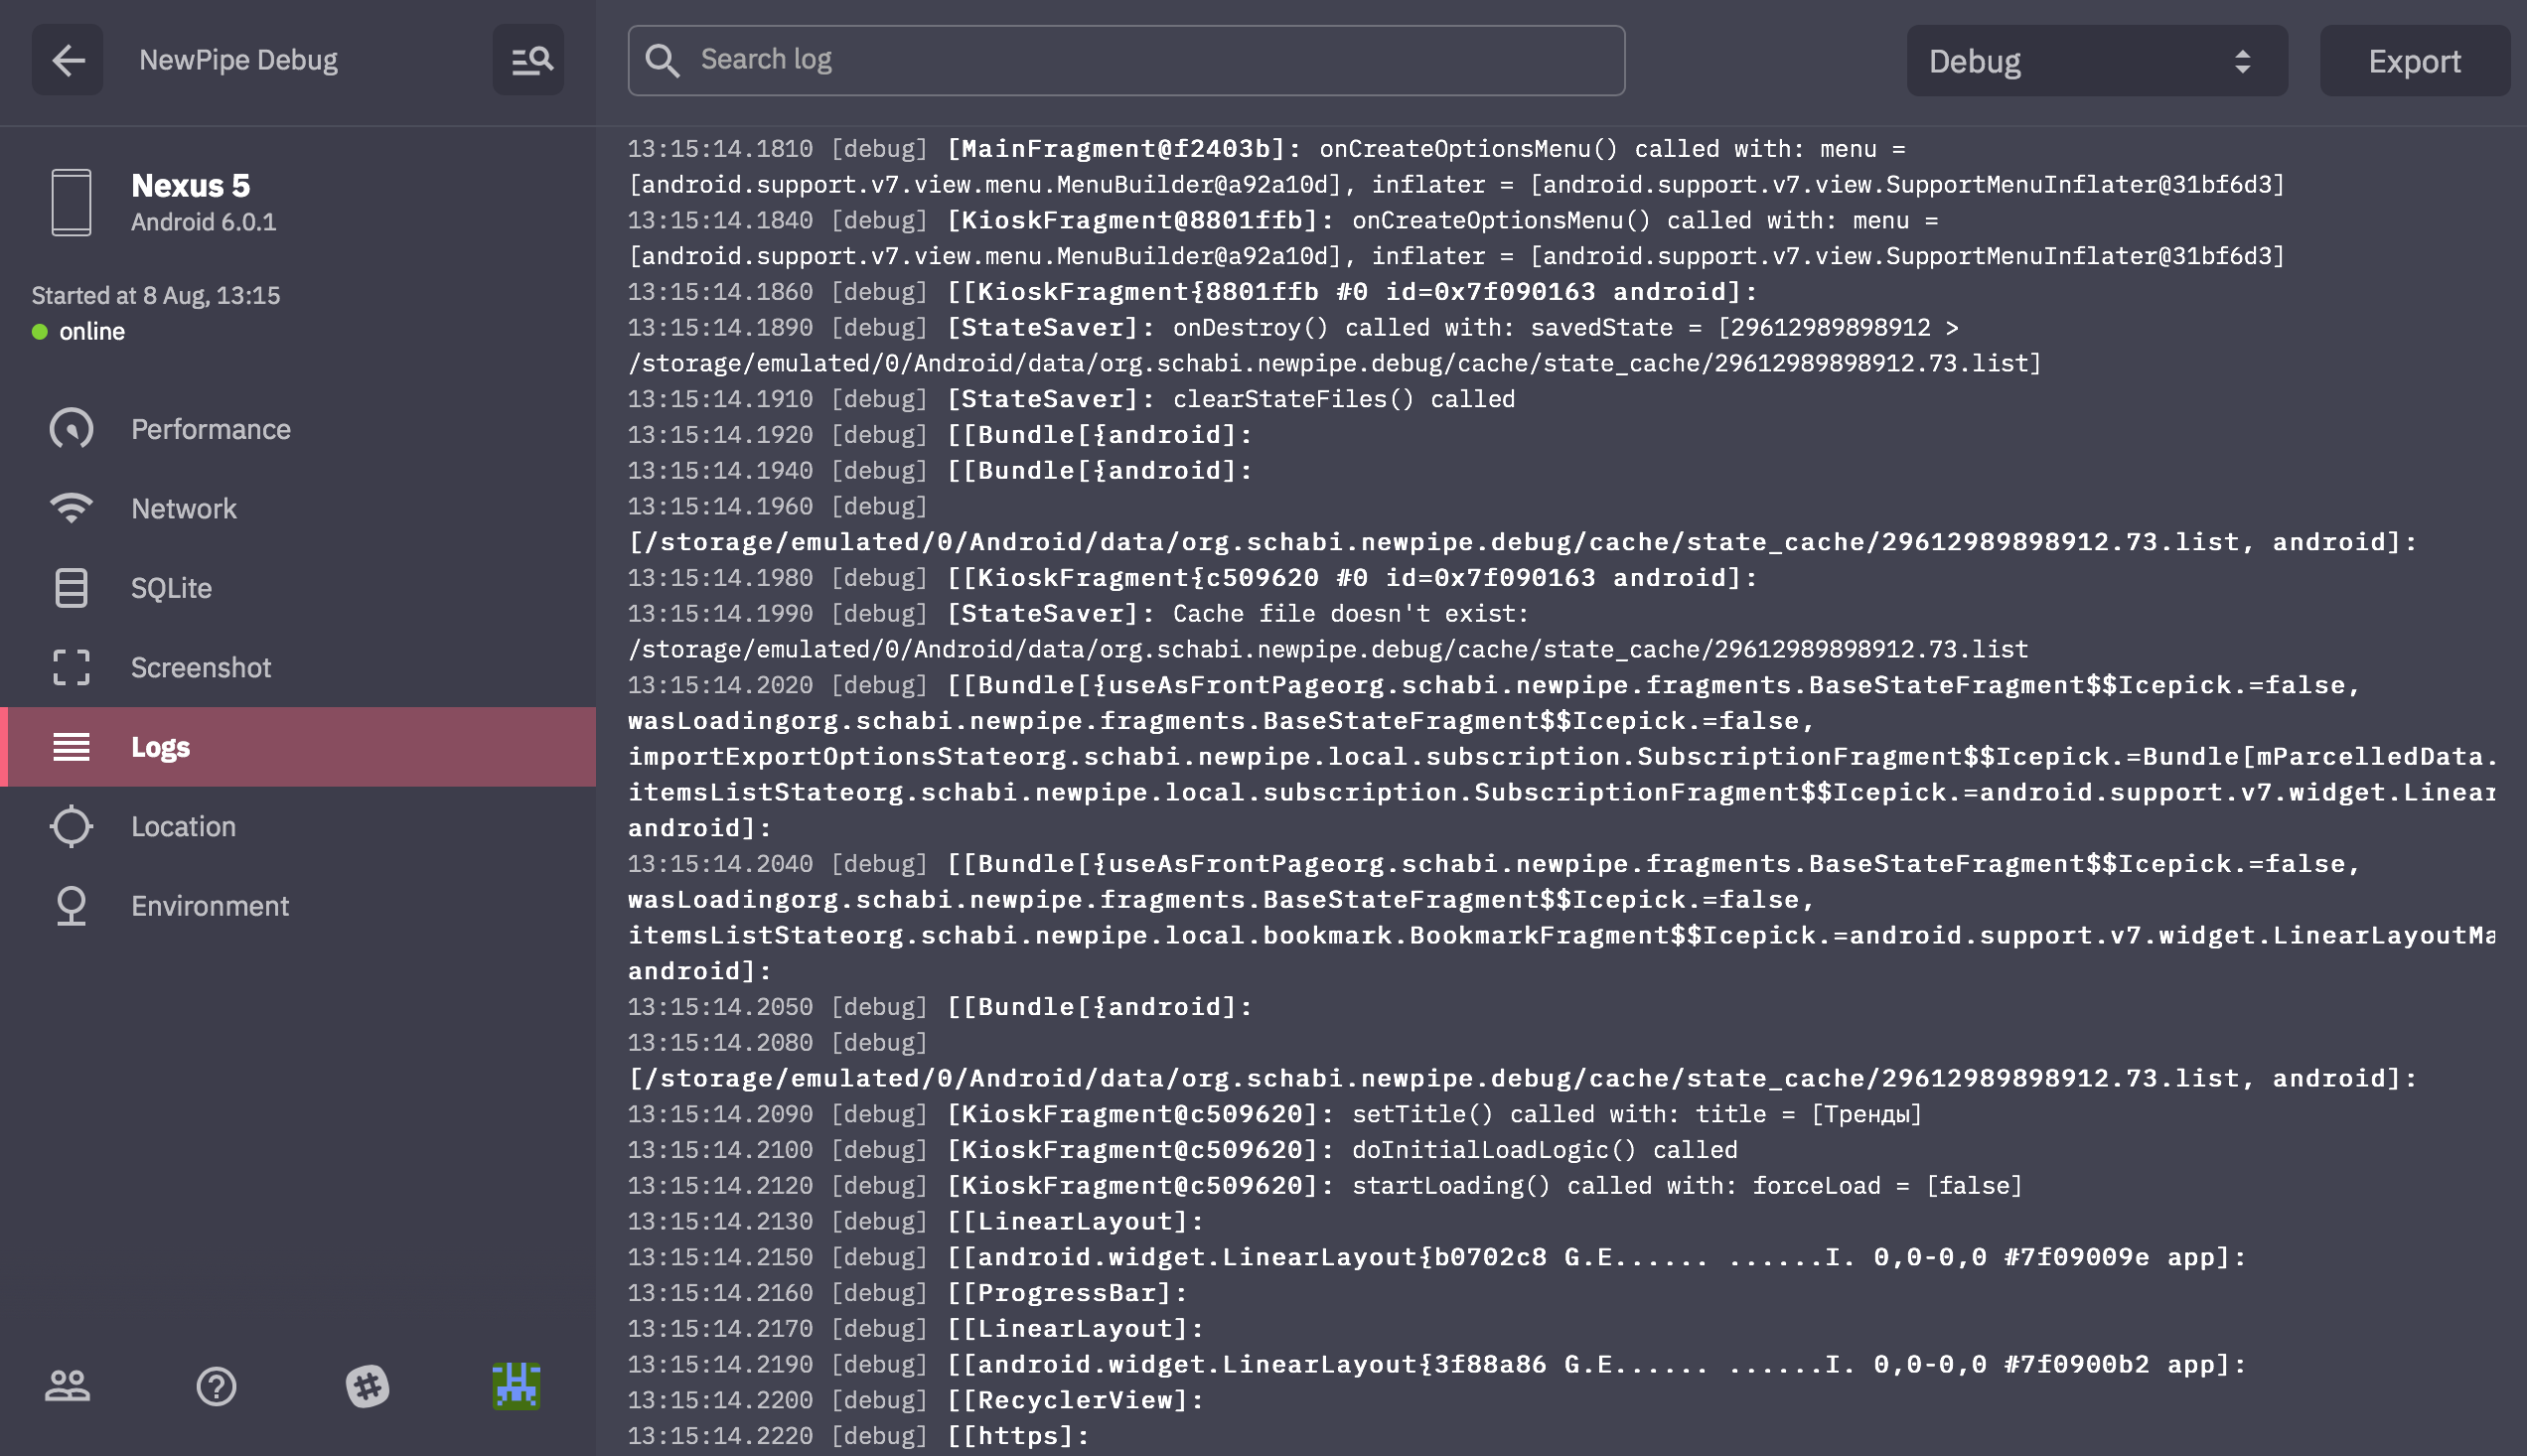 NewPipe Debug
Search log
Debug
Export
Nexus 5
Android 6.0.1
Started at 8 Aug, 13:15
online
Performance
Network
SQLite
Screenshot
Logs
Location
Environment
13:15:14.1810 [debug] [MainFragment@f2403b]: onCreateOptionsMenu() called with: menu =
[android.support.v7.view.menu.MenuBuilder@a92a10d], inflater = [android.support.v7.view.SupportMenuInflater@31bf6d3]
13:15:14.1840 [debug] [KioskFragment@8801ffb]: onCreateOptionsMenu() called with: menu =
[android.support.v7.view.menu.MenuBuilder@a92a10d], inflater = [android.support.v7.view.SupportMenuInflater@31bf6d3]
13:15:14.1860 [debug] [[KioskFragment{8801ffb #0 id=0x7f090163 android]:
13:15:14.1890 [debug] [StateSaver]: onDestroy() called with: savedState = [29612989898912 >
/storage/emulated/0/Android/data/org.schabi.newpipe.debug/cache/state_cache/29612989898912.73.list]
13:15:14.1910 [debug] [StateSaver]: clearStateFiles() called
13:15:14.1920 [debug] [[Bundle[{android]:
13:15:14.1940 [debug] [[Bundle[{android]:
13:15:14.1960 [debug]
[/storage/emulated/0/Android/data/org.schabi.newpipe.debug/cache/state_cache/29612989898912.73.list, android]:
13:15:14.1980 [debug] [[KioskFragment{c509620 #0 id=0x7f090163 android]:
13:15:14.1990 [debug] [StateSaver]: Cache file doesn't exist:
/storage/emulated/0/Android/data/org.schabi.newpipe.debug/cache/state_cache/29612989898912.73.list
13:15:14.2020 [debug] [[Bundle[{useAsFrontPageorg.schabi.newpipe.fragments.BaseStateFragment$$Icepick.=false,
wasLoadingorg.schabi.newpipe.fragments.BaseStateFragment$$Icepick.=false,
importExportOptionsStateorg.schabi.newpipe.local.subscription.SubscriptionFragment$$Icepick.=Bundle[mParcelledData.
itemsListStateorg.schabi.newpipe.local.subscription.SubscriptionFragment$$Icepick.=android.support.v7.widget.Linear
android]:
13:15:14.2040 [debug] [[Bundle[{useAsFrontPageorg.schabi.newpipe.fragments.BaseStateFragment$$Icepick.=false,
wasLoadingorg.schabi.newpipe.fragments.BaseStateFragment$$Icepick.=false,
itemsListStateorg.schabi.newpipe.local.bookmark.BookmarkFragment$$Icepick.=android.support.v7.widget.LinearLayoutMa
android]:
13:15:14.2050 [debug] [[Bundle[{android]:
13:15:14.2080 [debug]
[/storage/emulated/0/Android/data/org.schabi.newpipe.debug/cache/state_cache/29612989898912.73.list, android]:
13:15:14.2090 [debug] [KioskFragment@c509620]: setTitle() called with: title = [Тренды]
13:15:14.2100 [debug] [KioskFragment@c509620]: doInitialLoadLogic() called
13:15:14.2120 [debug] [KioskFragment@c509620]: startLoading() called with: forceLoad = [false]
13:15:14.2130 [debug] [[LinearLayout]:
13:15:14.2150 [debug] [[android.widget.LinearLayout{b0702c8 G.E...... ......I. 0,0-0,0 #7f09009e app]:
13:15:14.2160 [debug] [[ProgressBar]:
13:15:14.2170 [debug] [[LinearLayout]:
13:15:14.2190 [debug] [[android.widget.LinearLayout{3f88a86 G.E...... ......I. 0,0-0,0 #7f0900b2 app]:
13:15:14.2200 [debug] [[RecyclerView]:
13:15:14.2220 [debug] [[https]: